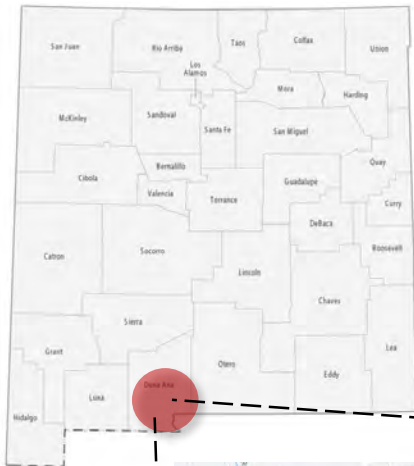 San Juan
Rio Arriba
Taos
Colfax
Union
Los
Alamos
Mora
Harding
McKinley
Sandoval
Santa Fe
San Miguel
Quay
Bernalillo
Cibola
Guadalupe
Valencia
Torrance
Curry
DeBaca
Roosevelt
Catron
Socorro
Lincoln
Chaves
Sierra
Lea
Grant
Otero
Eddy
Dona Ana
Luna
Hidalgo